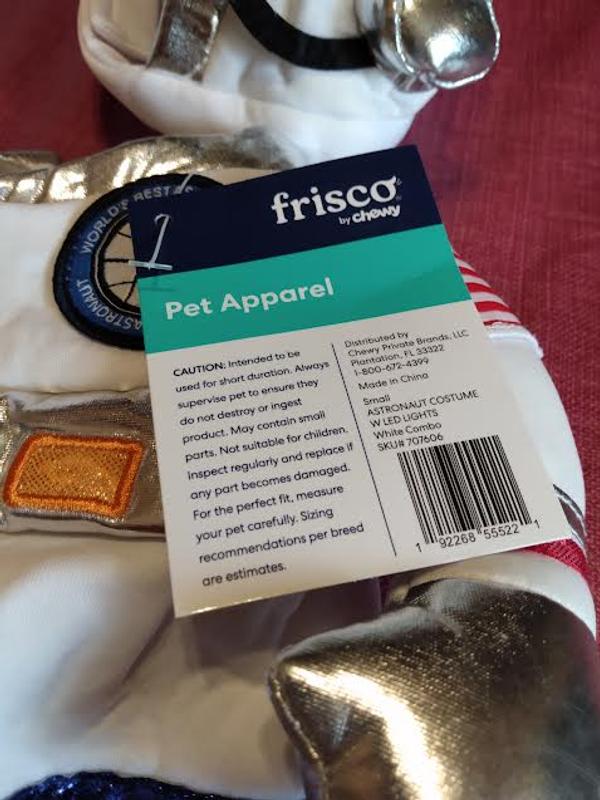 WORLD'S BEST
ASTRONAUT
frisco
by chewy
Pet Apparel
CAUTION: Intended to be
used for short duration. Always
supervise pet to ensure they
do not destroy or ingest
product. May contain small
parts. Not suitable for children.
Inspect regularly and replace if
any part becomes damaged.
For the perfect fit, measure
your pet carefully. Sizing
recommendations per breed
are estimates.
Distributed by
Chewy Private Brands, LLC
Plantation, FL 33322
1-800-672-4399
Made in China
Small
ASTRONAUT COSTUME
W LED LIGHTS
White Combo
SKU# 707606
1 92268 55522 1